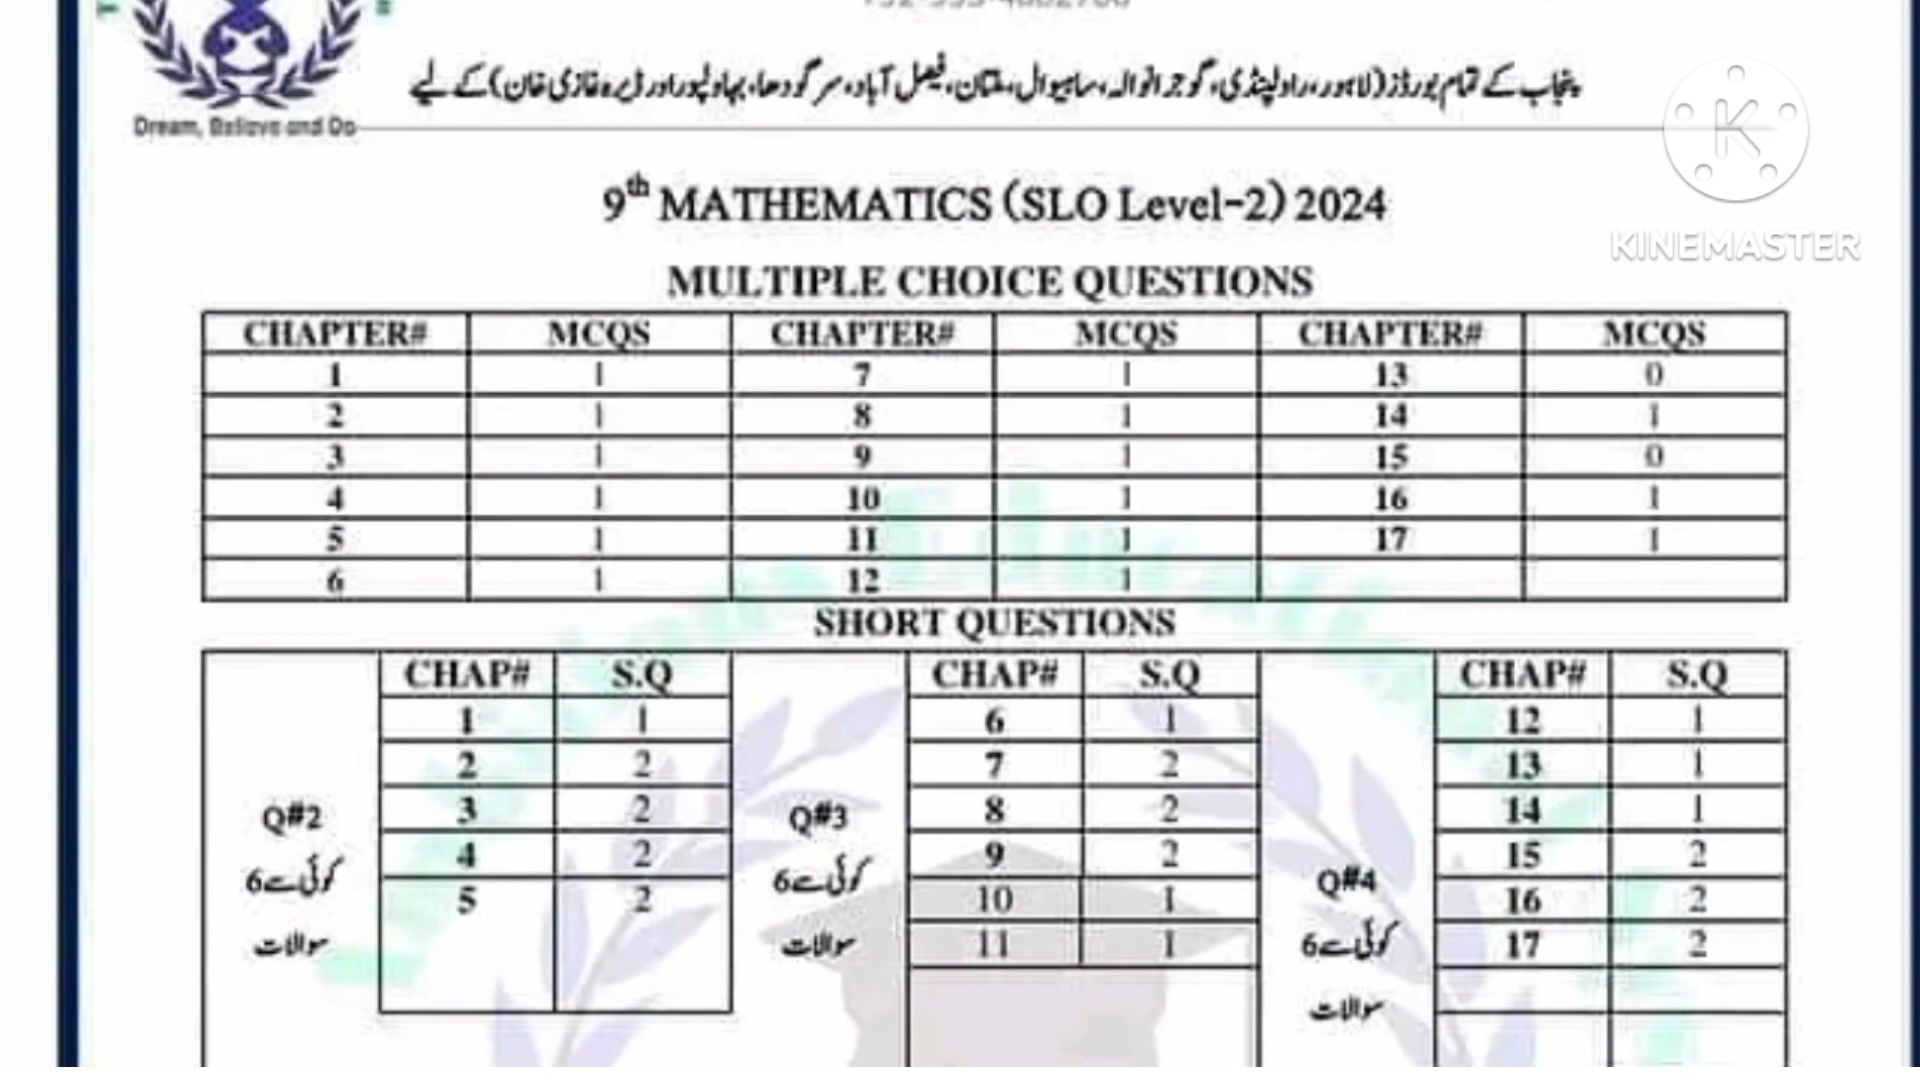 Dream, Believe and Do
پنجاب کے تمام بورڈز (لاہور، راولپنڈی، گوجرانوالہ، ساہیوال، ملتان، فیصل آباد، سرگودھا، بہاولپور اور ڈیرہ غازی خان) کے لیے
KINEMASTER
9th MATHEMATICS (SLO Level-2) 2024
MULTIPLE CHOICE QUESTIONS
CHAPTER# MCQS CHAPTER# MCQS CHAPTER# MCQS
1 1 7 1 13 0
2 1 8 1 14 1
3 1 9 1 15 0
4 1 10 1 16 1
5 1 11 1 17 1
6 1 12 1
SHORT QUESTIONS
Q#2
کوئی سے 6
سوالات
CHAP# S.Q
1 1
2 2
3 2
4 2
5 2
Q#3
کوئی سے 6
سوالات
CHAP# S.Q
6 1
7 2
8 2
9 2
10 1
11 1
Q#4
کوئی سے 6
سوالات
CHAP# S.Q
12 1
13 1
14 1
15 2
16 2
17 2